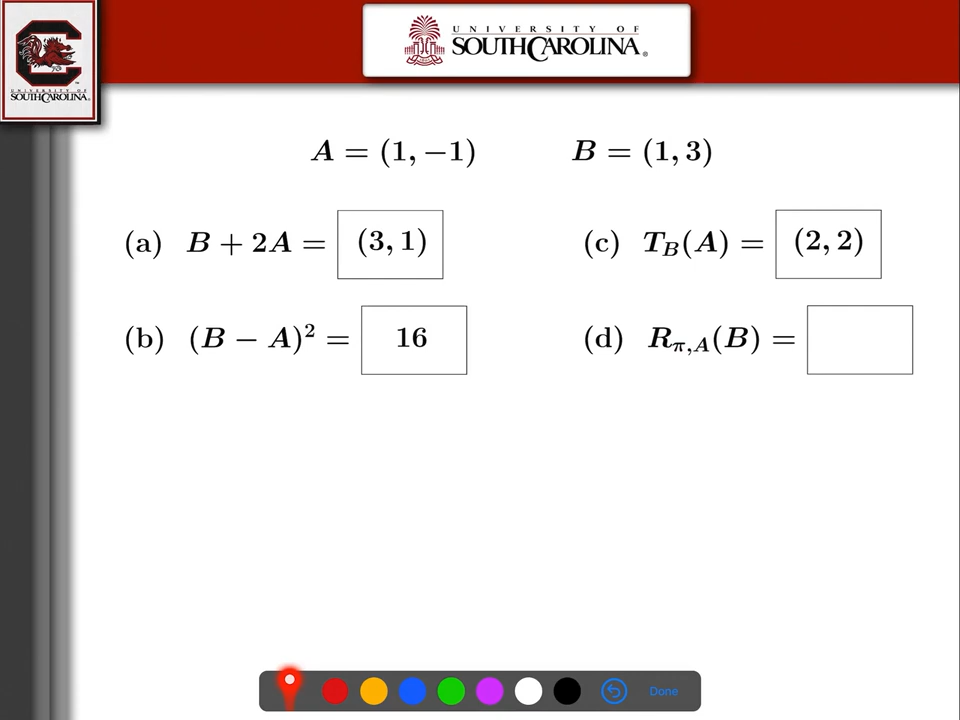 UNIVERSITY OF
SOUTH CAROLINA®
UNIVERSITY OF
SOUTH CAROLINA®
A = (1, −1) B = (1, 3)
(a) B + 2A = (3, 1) (c) T_B(A) = (2, 2)
(b) (B − A)² = 16 (d) R_{π,A}(B) =
Done